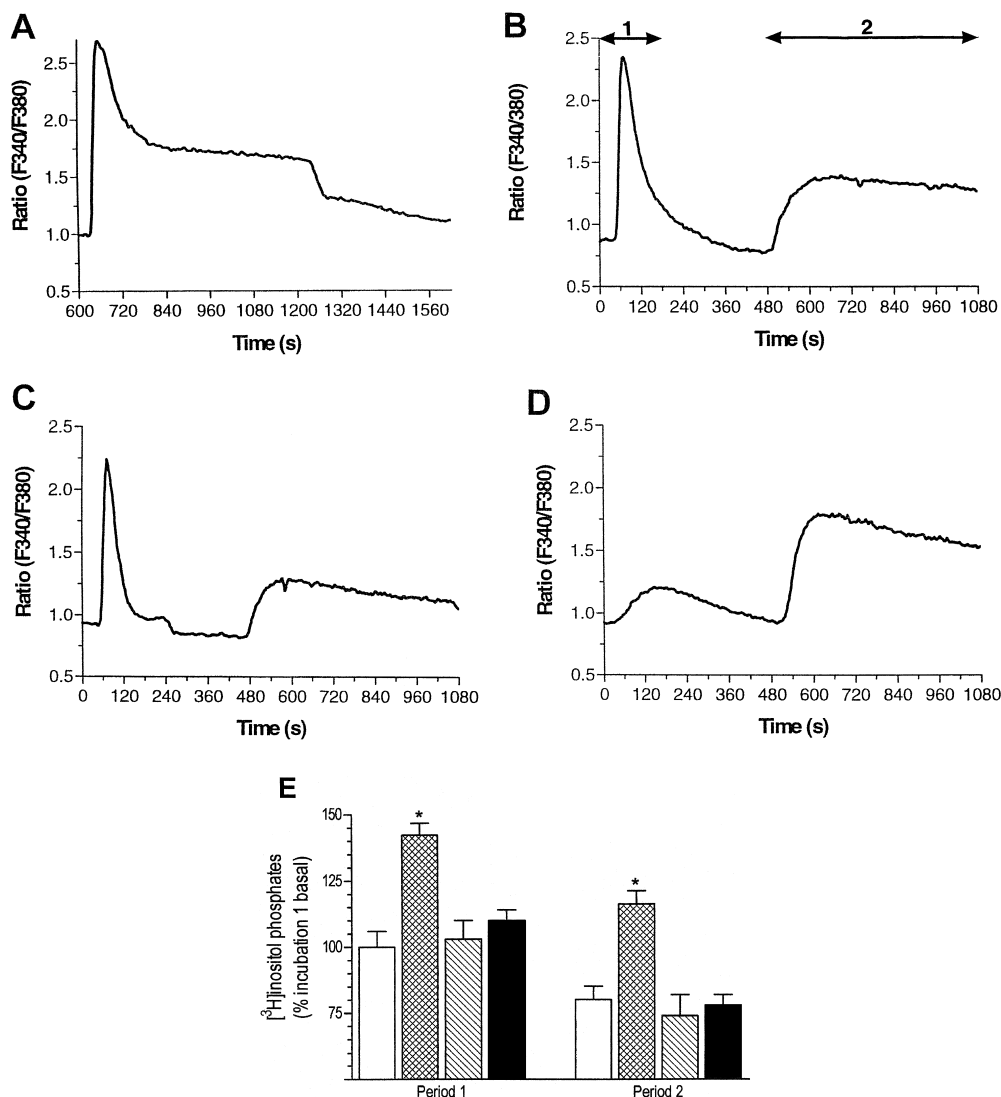 A
Ratio (F340/F380)
2.5
2.0
1.5
1.0
0.5
600 720 840 960 1080 1200 1320 1440 1560
Time (s)
B
1
2
Ratio (F340/380)
2.5
2.0
1.5
1.0
0.5
0 120 240 360 480 600 720 840 960 1080
Time (s)
C
Ratio (F340/F380)
2.5
2.0
1.5
1.0
0.5
0 120 240 360 480 600 720 840 960 1080
Time (s)
D
Ratio (F340/F380)
2.5
2.0
1.5
1.0
0.5
0 120 240 360 480 600 720 840 960 1080
Time (s)
E
[³H]inositol phosphates
(% incubation 1 basal)
150
125
100
75
*
*
Period 1
Period 2